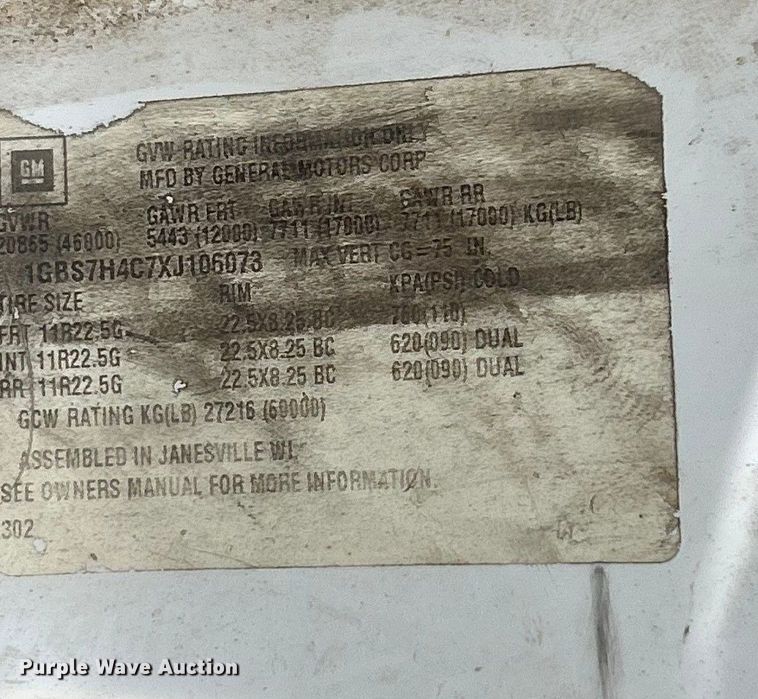 GM
GVW RATING INFORMATION ONLY
MFD BY GENERAL MOTORS CORP
GVWR GAWR FRT GAWR INT GAWR RR
20865 (46000) 5443 (12000) 7711 (17000) 7711 (17000) KG(LB)
1GBS7H4C7XJ106073 MAX VERT CG=75 IN.
TIRE SIZE RIM KPA(PSI) COLD
FRT 11R22.5G 22.5X8.25 BC 760(110)
INT 11R22.5G 22.5X8.25 BC 620(090) DUAL
RR 11R22.5G 22.5X8.25 BC 620(090) DUAL
GCW RATING KG(LB) 27216 (60000)
ASSEMBLED IN JANESVILLE WI.
SEE OWNERS MANUAL FOR MORE INFORMATION.
302
Purple Wave Auction